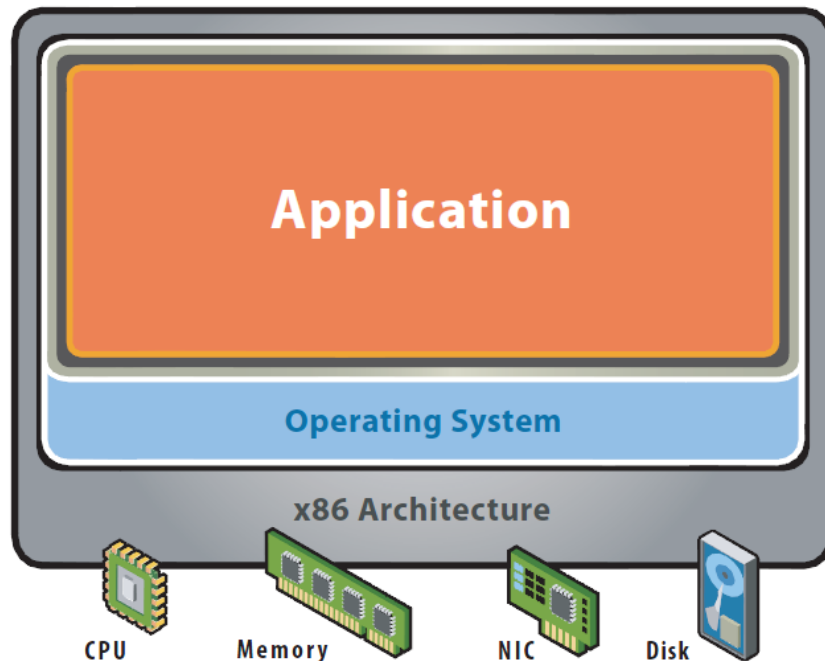 Application
Operating System
x86 Architecture
CPU Memory NIC Disk